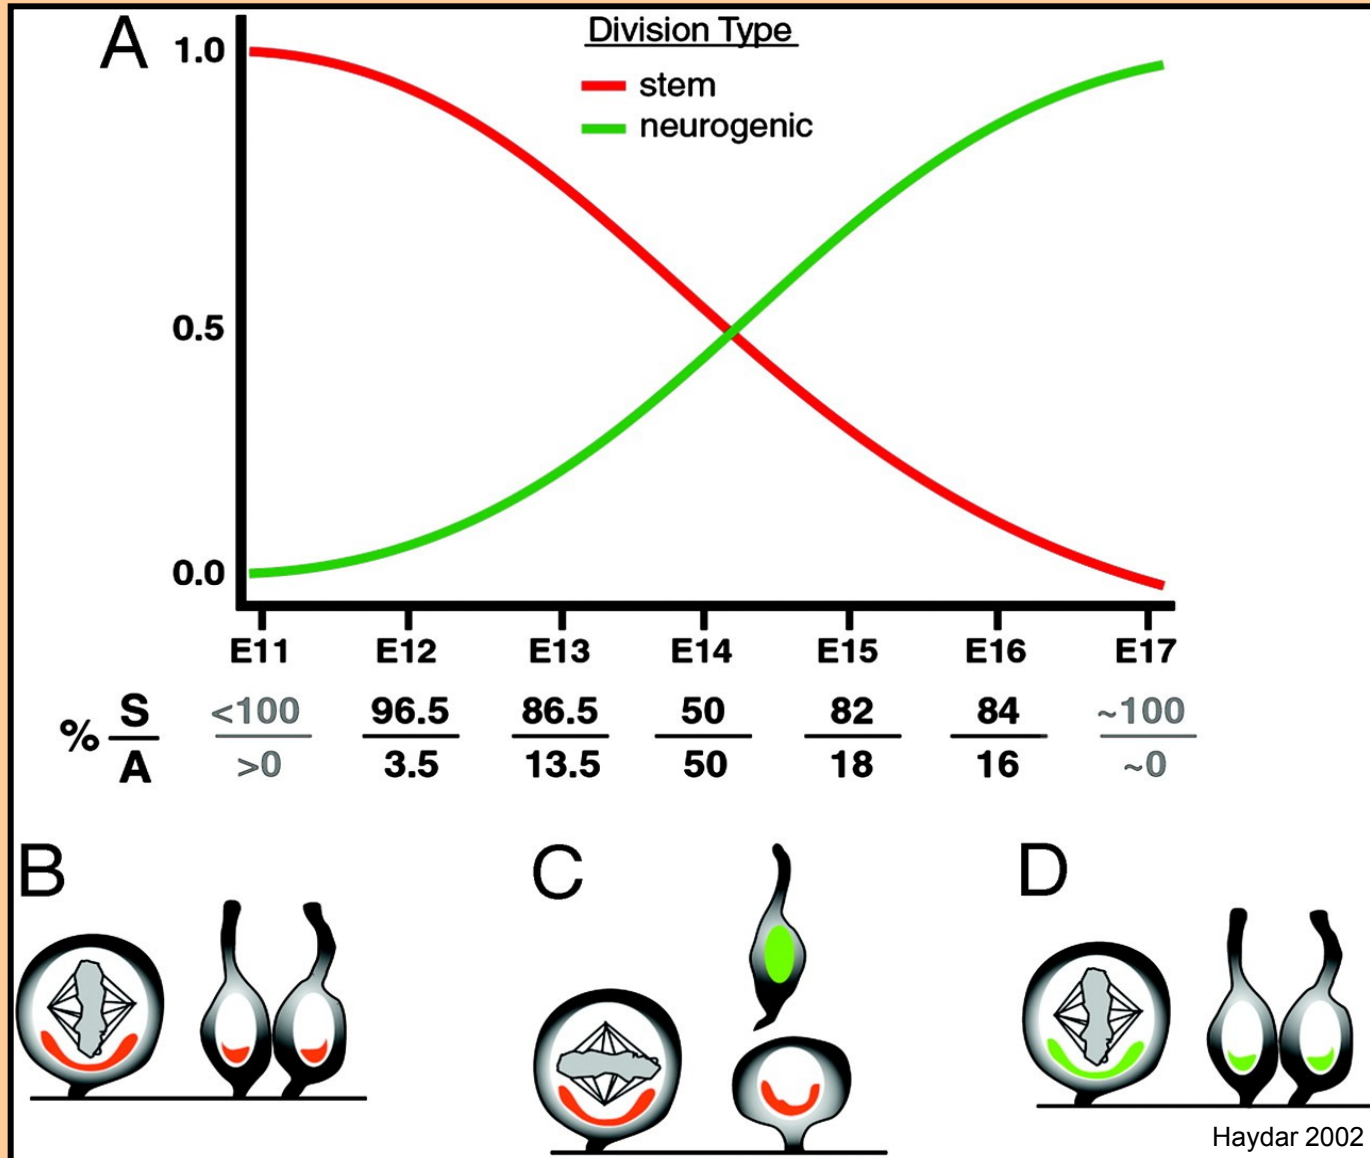 A
Division Type
stem
neurogenic
1.0
0.5
0.0
E11 E12 E13 E14 E15 E16 E17
% S <100 96.5 86.5 50 82 84 ~100
A >0 3.5 13.5 50 18 16 ~0
B
C
D
Haydar 2002